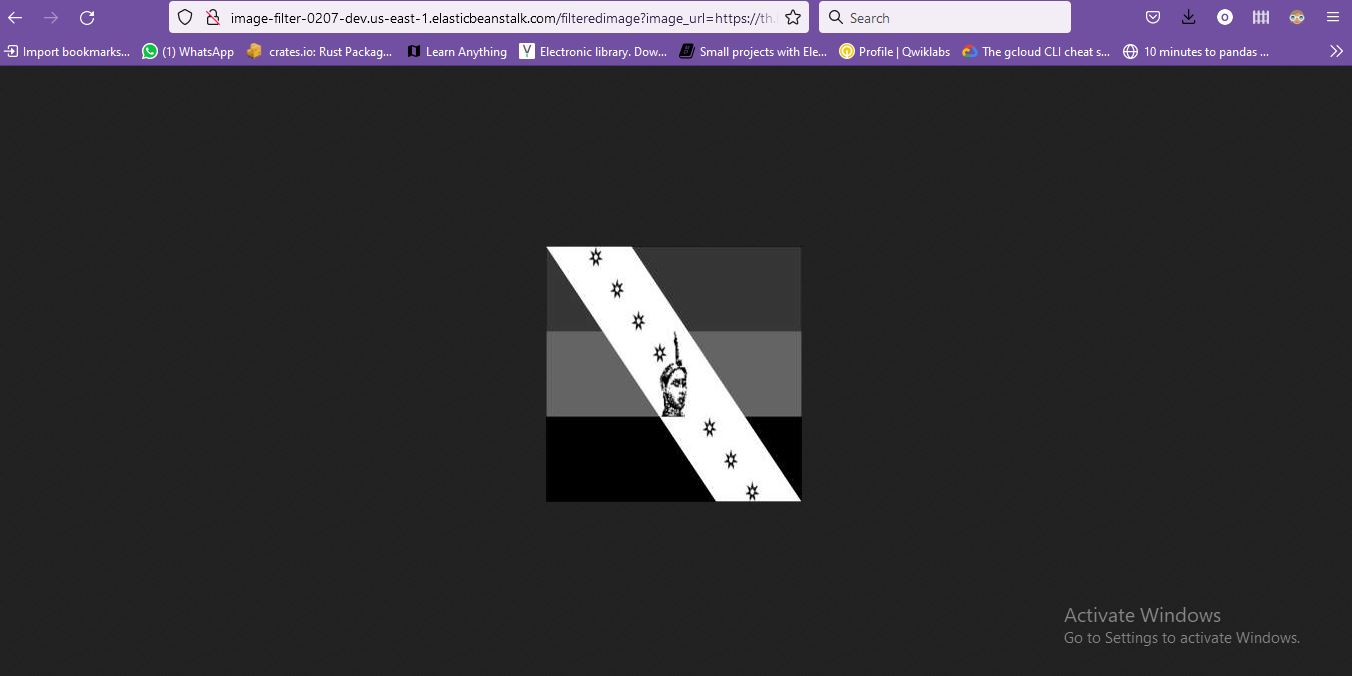 image-filter-0207-dev.us-east-1.elasticbeanstalk.com/filteredimage?image_url=https://th.
Search
Import bookmarks...
(1) WhatsApp
crates.io: Rust Packag...
Learn Anything
Electronic library. Dow...
Small projects with Ele...
Profile | Qwiklabs
The gcloud CLI cheat s...
10 minutes to pandas ...
Activate Windows
Go to Settings to activate Windows.